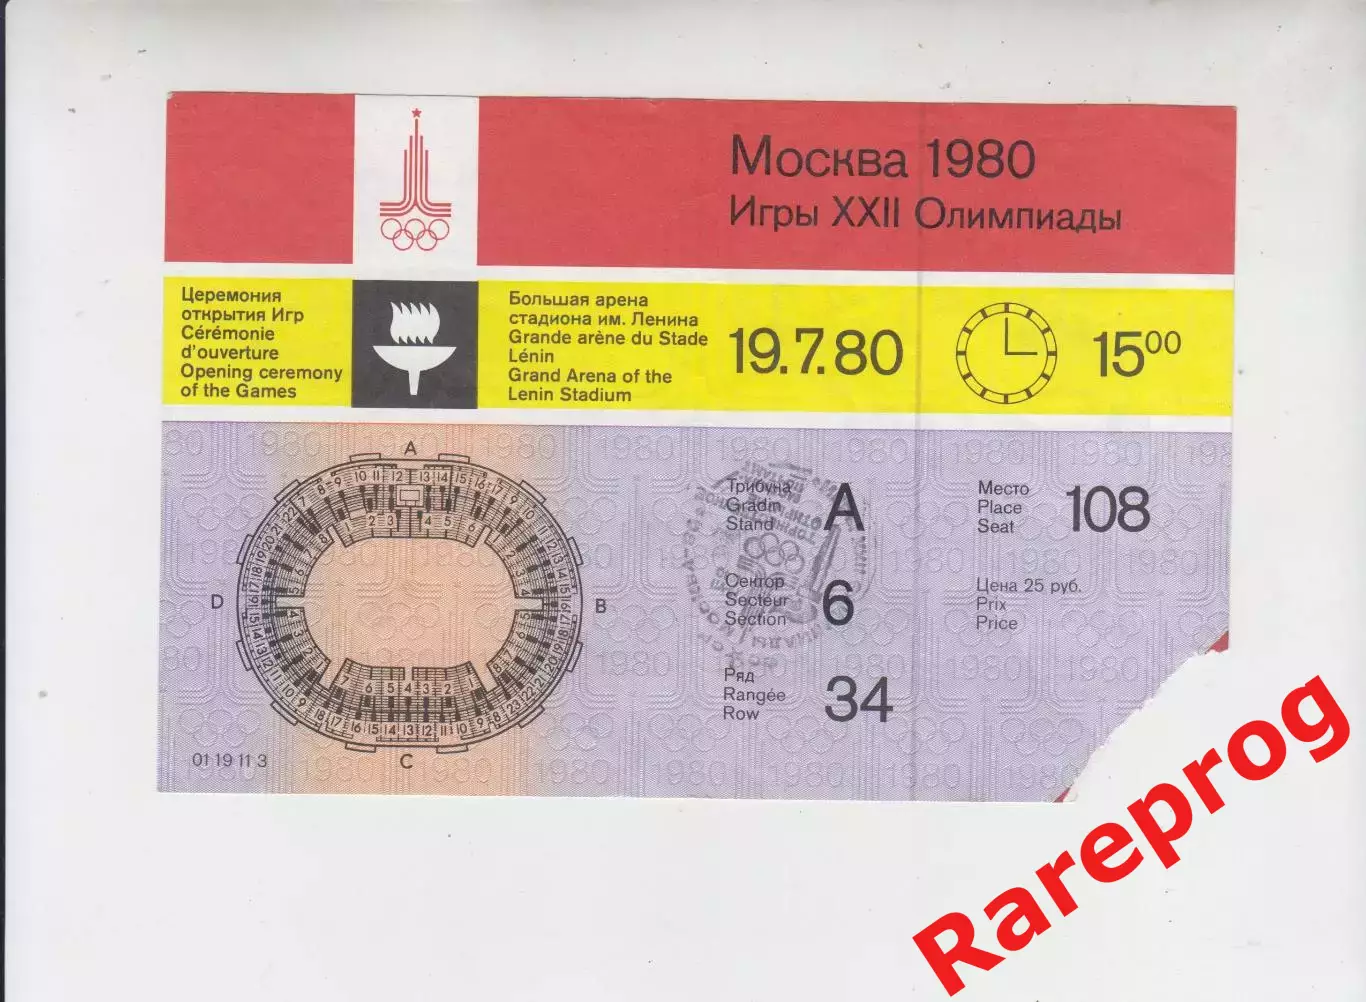 Москва 1980
Игры XXII Олимпиады
Церемония
открытия Игр
Cérémonie
d'ouverture
Opening ceremony
of the Games
Большая арена
стадиона им. Ленина
Grande arène du Stade
Lénin
Grand Arena of the
Lenin Stadium
19.7.80
15⁰⁰
A
B
C
D
01 19 11 3
Трибуна
Gradin
Stand
A
Место
Place
Seat
108
Сектор
Secteur
Section
6
Цена 25 руб.
Prix
Price
Ряд
Rangée
Row
34
1980
Rareprog